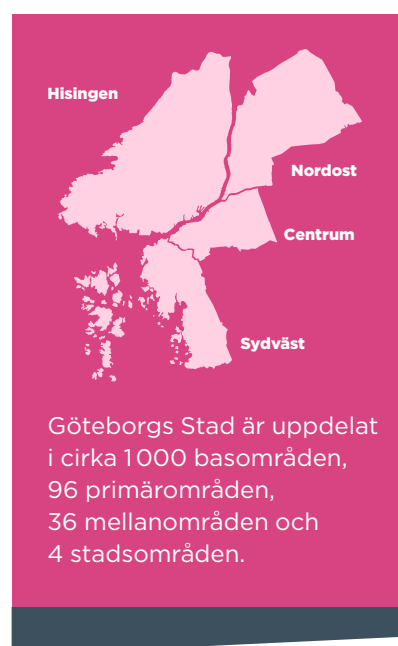 Hisingen
Nordost
Centrum
Sydväst
Göteborgs Stad är uppdelat
i cirka 1000 basområden,
96 primärområden,
36 mellanområden och
4 stadsområden.